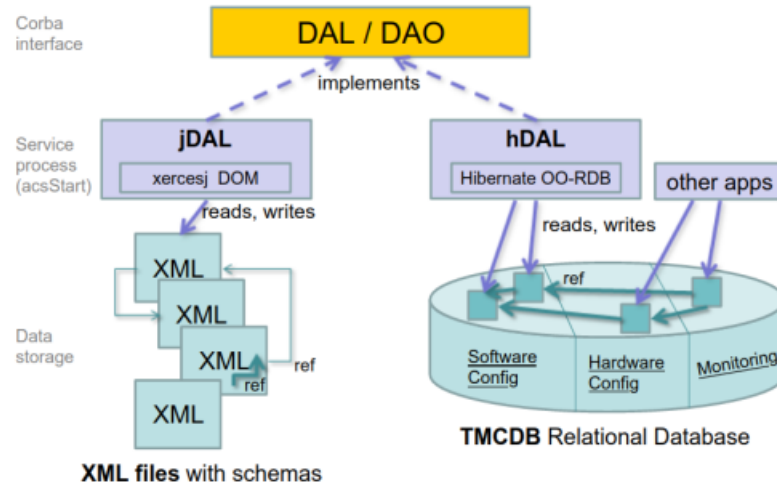 Corba
interface
DAL / DAO
implements
Service
process
(acsStart)
jDAL
xercesj DOM
hDAL
Hibernate OO-RDB
other apps
reads, writes
reads, writes
XML
XML
XML
XML
ref
ref
ref
Data
storage
Software
Config
Hardware
Config
Monitoring
TMCDB Relational Database
XML files with schemas